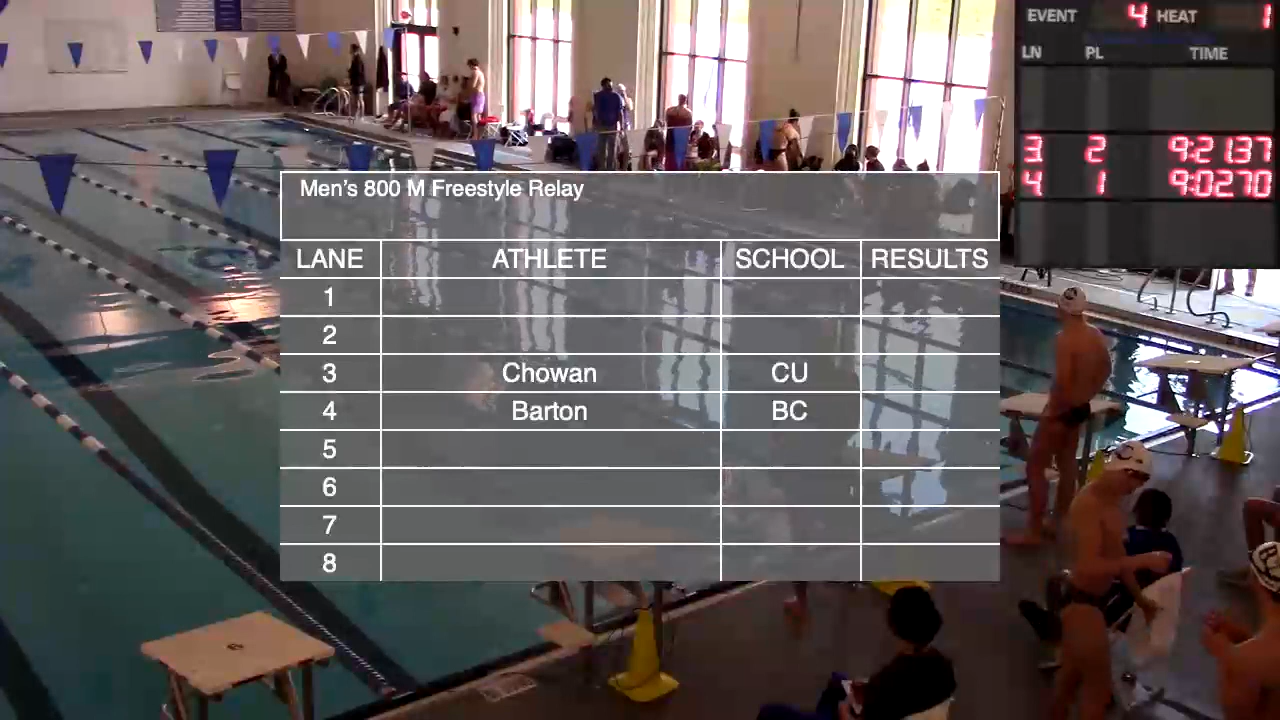 EVENT 4 HEAT 1
LN PL TIME
3 2 9:21.37
4 1 9:02.70
Men's 800 M Freestyle Relay
LANE ATHLETE SCHOOL RESULTS
1
2
3 Chowan CU
4 Barton BC
5
6
7
8